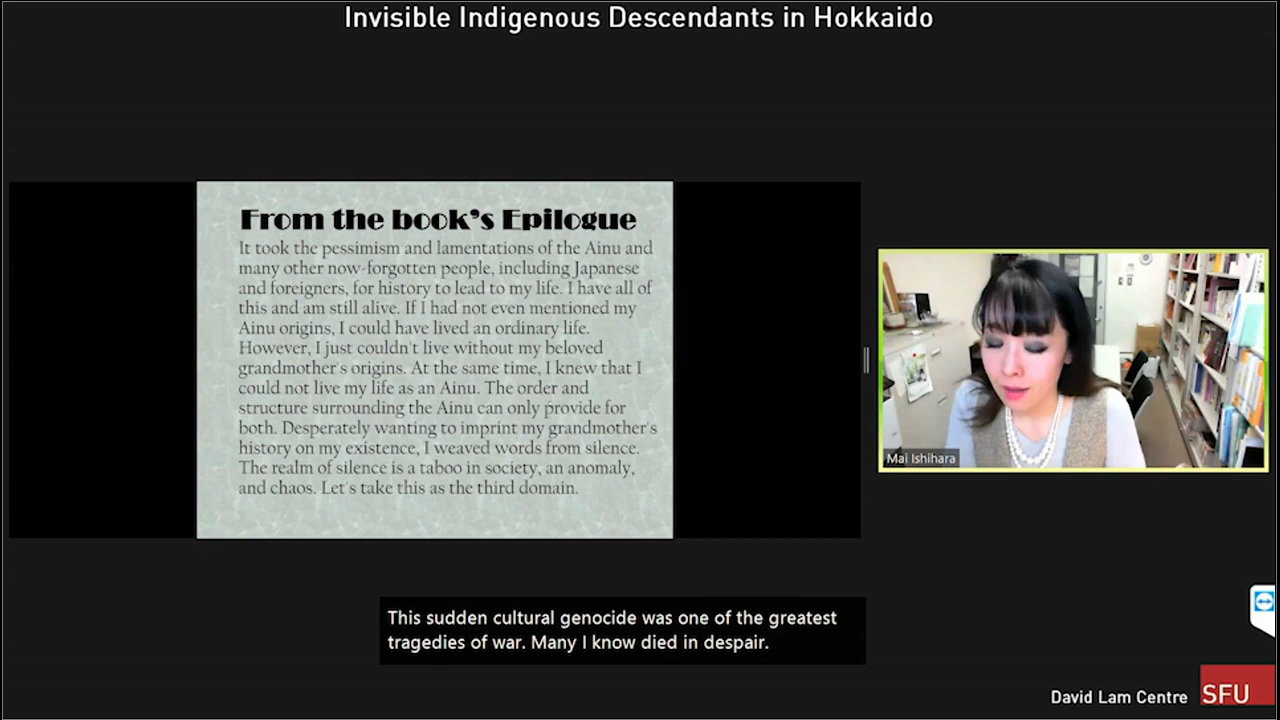 Invisible Indigenous Descendants in Hokkaido
From the book's Epilogue
It took the pessimism and lamentations of the Ainu and
many other now-forgotten people, including Japanese
and foreigners, for history to lead to my life. I have all of
this and am still alive. If I had not even mentioned my
Ainu origins, I could have lived an ordinary life.
However, I just couldn't live without my beloved
grandmother's origins. At the same time, I knew that I
could not live my life as an Ainu. The order and
structure surrounding the Ainu can only provide for
both. Desperately wanting to imprint my grandmother's
history on my existence, I weaved words from silence.
The realm of silence is a taboo in society, an anomaly,
and chaos. Let's take this as the third domain.
Mai Ishihara
This sudden cultural genocide was one of the greatest
tragedies of war. Many I know died in despair.
David Lam Centre
SFU